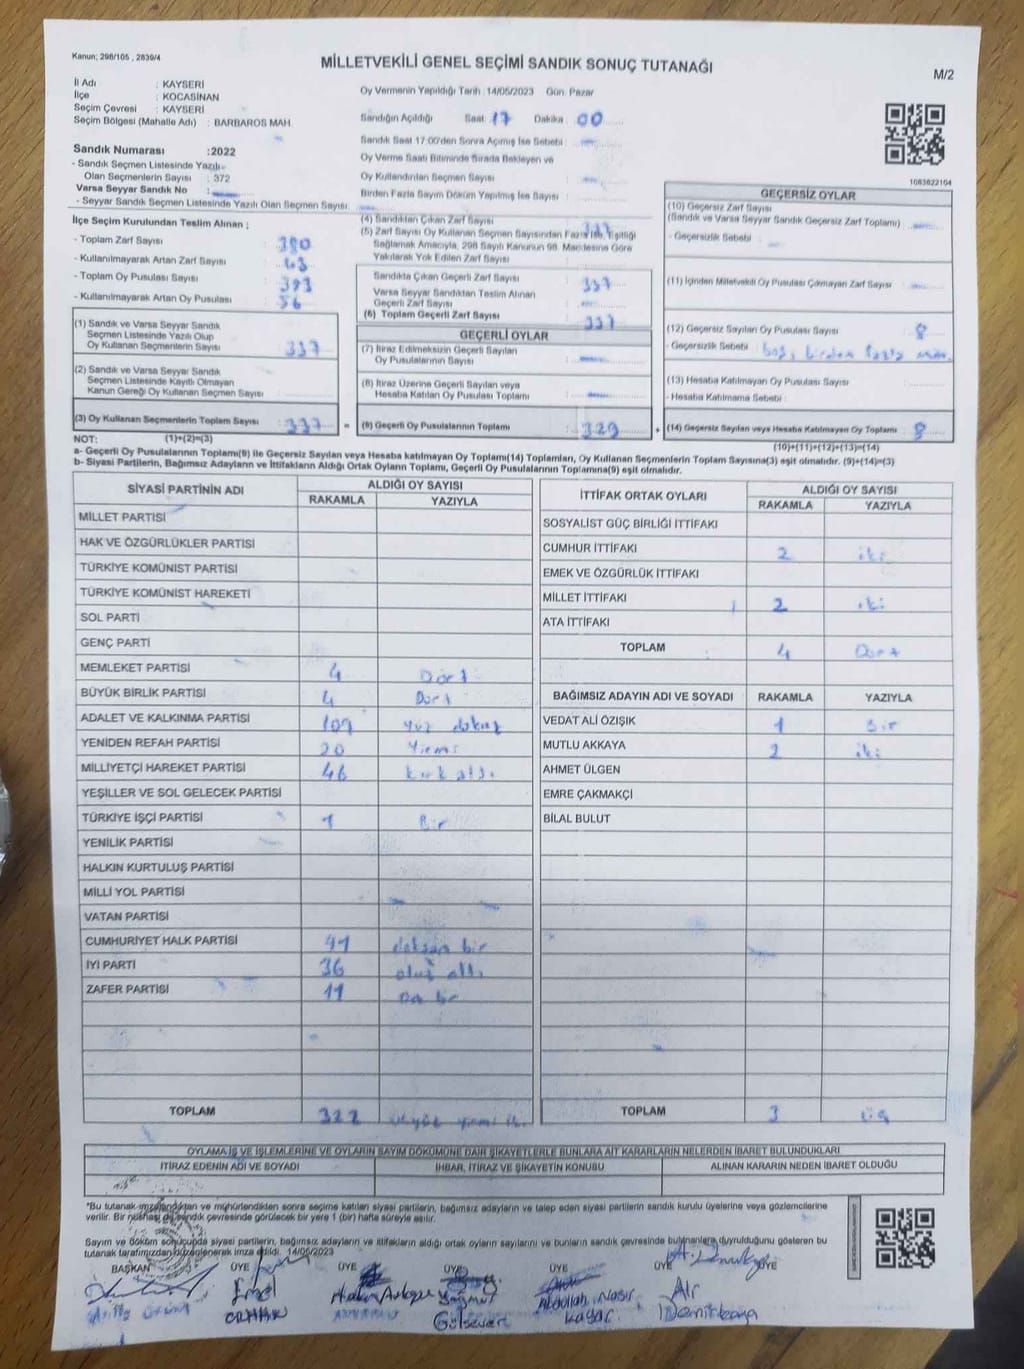 Kanun; 298/105 , 2839/4
MİLLETVEKİLİ GENEL SEÇİMİ SANDIK SONUÇ TUTANAĞI
M/2
İl Adı : KAYSERİ
İlçe : KOCASİNAN
Seçim Çevresi : KAYSERİ
Seçim Bölgesi (Mahalle Adı) : BARBAROS MAH.
Sandık Numarası :2022
- Sandık Seçmen Listesinde Yazılı
Olan Seçmenlerin Sayısı : 372
Varsa Seyyar Sandık No :
- Seyyar Sandık Seçmen Listesinde Yazılı Olan Seçmen Sayısı:
Oy Vermenin Yapıldığı Tarih :14/05/2023 Gün: Pazar
Sandığın Açıldığı Saat: 17 Dakika : 00
Sandık Saat 17:00'den Sonra Açılmış İse Sebebi :
Oy Verme Saati Bitiminde Sırada Bekleyen ve
Oy Kullandırılan Seçmen Sayısı :
Birden Fazla Sayım Döküm Yapılmış İse Sayısı :
1083622104
İlçe Seçim Kurulundan Teslim Alınan ;
- Toplam Zarf Sayısı : 380
- Kullanılmayarak Artan Zarf Sayısı : 43
- Toplam Oy Pusulası Sayısı : 393
- Kullanılmayarak Artan Oy Pusulası : 56
(1) Sandık ve Varsa Seyyar Sandık
Seçmen Listesinde Yazılı Olup
Oy Kullanan Seçmenlerin Sayısı : 337
(2) Sandık ve Varsa Seyyar Sandık
Seçmen Listesinde Kayıtlı Olmayan
Kanun Gereği Oy Kullanan Seçmen Sayısı :
(3) Oy Kullanan Seçmenlerin Toplam Sayısı : 337
(4) Sandıktan Çıkan Zarf Sayısı : 337
(5) Zarf Sayısı Oy Kullanan Seçmen Sayısından Fazla İse, Eşitliği
Sağlamak Amacıyla, 298 Sayılı Kanunun 98. Maddesine Göre
Yakılarak Yok Edilen Zarf Sayısı :
Sandıkta Çıkan Geçerli Zarf Sayısı : 337
Varsa Seyyar Sandıktan Teslim Alınan
Geçerli Zarf Sayısı :
(6) Toplam Geçerli Zarf Sayısı : 337
GEÇERLİ OYLAR
(7) İtiraz Edilmeksizin Geçerli Sayılan
Oy Pusulalarının Sayısı :
(8) İtiraz Üzerine Geçerli Sayılan veya
Hesaba Katılan Oy Pusulası Toplamı :
= (9) Geçerli Oy Pusulalarının Toplamı : 329
GEÇERSİZ OYLAR
(10) Geçersiz Zarf Sayısı
(Sandık ve Varsa Seyyar Sandık Geçersiz Zarf Toplamı) :
- Geçersizlik Sebebi :
(11) İçinden Milletvekili Oy Pusulası Çıkmayan Zarf Sayısı :
(12) Geçersiz Sayılan Oy Pusulası Sayısı : 8
- Geçersizlik Sebebi : boş, birden fazla
(13) Hesaba Katılmayan Oy Pusulası Sayısı :
- Hesaba Katılmama Sebebi :
+ (14) Geçersiz Sayılan veya Hesaba Katılmayan Oy Toplamı : 8
NOT: (1)+(2)=(3) (10)+(11)+(12)+(13)=(14)
a- Geçerli Oy Pusulasının Toplamı(9) ile Geçersiz Sayılan veya Hesaba katılmayan Oy Toplamı(14) Toplamları, Oy Kullanan Seçmenlerin Toplam Sayısına(3) eşit olmalıdır. (9)+(14)=(3)
b- Siyasi Partilerin, Bağımsız Adayların ve İttifakların Aldığı Ortak Oyların Toplamı, Geçerli Oy Pusulalarının Toplamına(9) eşit olmalıdır.
SİYASİ PARTİNİN ADI ALDIĞI OY SAYISI
RAKAMLA YAZIYLA
MİLLET PARTİSİ
HAK VE ÖZGÜRLÜKLER PARTİSİ
TÜRKİYE KOMÜNİST PARTİSİ
TÜRKİYE KOMÜNİST HAREKETİ
SOL PARTİ
GENÇ PARTİ
MEMLEKET PARTİSİ 4 Dört
BÜYÜK BİRLİK PARTİSİ 4 Dört
ADALET VE KALKINMA PARTİSİ 109 Yüz dokuz
YENİDEN REFAH PARTİSİ 20 Yirmi
MİLLİYETÇİ HAREKET PARTİSİ 46 kırk altı
YEŞİLLER VE SOL GELECEK PARTİSİ
TÜRKİYE İŞÇİ PARTİSİ 1 Bir
YENİLİK PARTİSİ
HALKIN KURTULUŞ PARTİSİ
MİLLİ YOL PARTİSİ
VATAN PARTİSİ
CUMHURİYET HALK PARTİSİ 91 doksan bir
İYİ PARTİ 36 otuz altı
ZAFER PARTİSİ 11 On bir
TOPLAM 322 üçyüz yirmi iki
İTTİFAK ORTAK OYLARI ALDIĞI OY SAYISI
RAKAMLA YAZIYLA
SOSYALİST GÜÇ BİRLİĞİ İTTİFAKI
CUMHUR İTTİFAKI 2 iki
EMEK VE ÖZGÜRLÜK İTTİFAKI
MİLLET İTTİFAKI 2 iki
ATA İTTİFAKI
TOPLAM 4 Dört
BAĞIMSIZ ADAYIN ADI VE SOYADI RAKAMLA YAZIYLA
VEDAT ALİ ÖZIŞIK 1 Bir
MUTLU AKKAYA 2 iki
AHMET ÜLGEN
EMRE ÇAKMAKÇİ
BİLAL BULUT
TOPLAM 3 üç
OYLAMA İŞ VE İŞLEMLERİNE VE OYLARIN SAYIM DÖKÜMÜNE DAİR ŞİKAYETLERLE BUNLARA AİT KARARLARIN NELERDEN İBARET BULUNDUKLARI
İTİRAZ EDENİN ADI VE SOYADI İHBAR, İTİRAZ VE ŞİKAYETİN KONUSU ALINAN KARARIN NEDEN İBARET OLDUĞU
*Bu tutanak imzalandıktan ve mühürlendikten sonra seçime katılan siyasi partilerin, bağımsız adayların ve talep eden siyasi partilerin sandık kurulu üyelerine veya gözlemcilerine
verilir. Bir nüshası da sandık çevresinde görülecek bir yere 1 (bir) hafta süreyle asılır.
Sayım ve döküm sonucunda siyasi partilerin, bağımsız adayların ve ittifakların aldığı ortak oyların sayılarını ve bunların sandık çevresinde bulunanlara duyrulduğunu gösteren bu
tutanak tarafımızdan düzenlenerek imza edildi. 14/05/2023
BAŞKAN ÜYE ÜYE ÜYE ÜYE ÜYE ÜYE
Emel Yağmur Abdullah Nasır
Gülsever Kayar Demirkaya